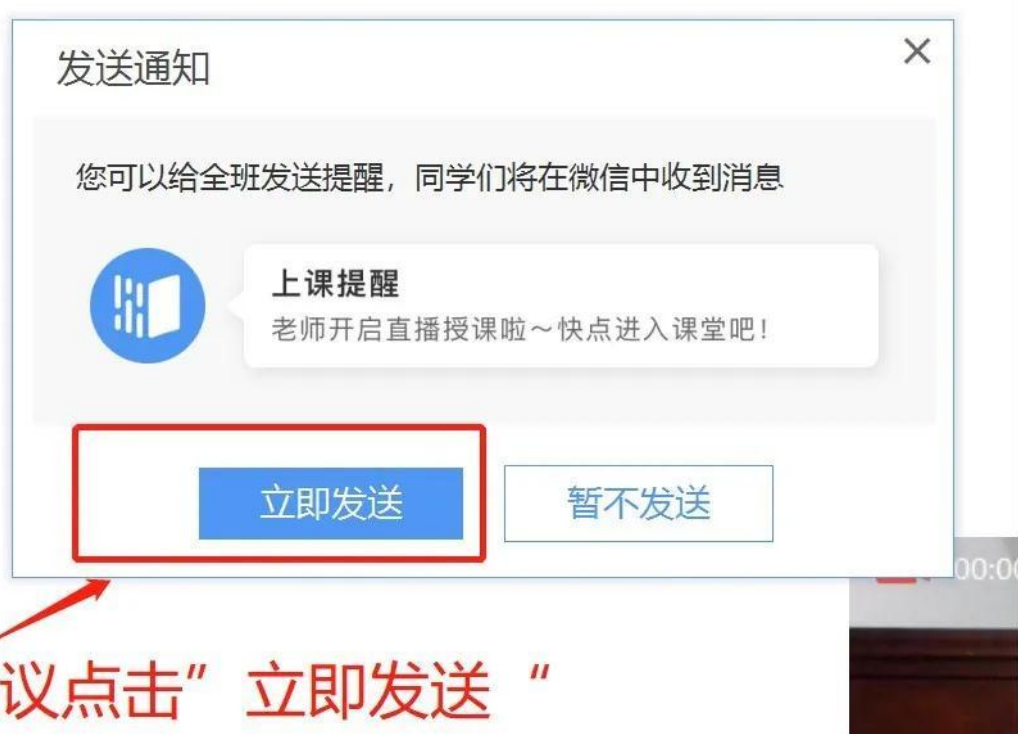 发送通知
您可以给全班发送提醒，同学们将在微信中收到消息
上课提醒
老师开启直播授课啦～快点进入课堂吧！
立即发送 暂不发送
00:0
议点击”立即发送“